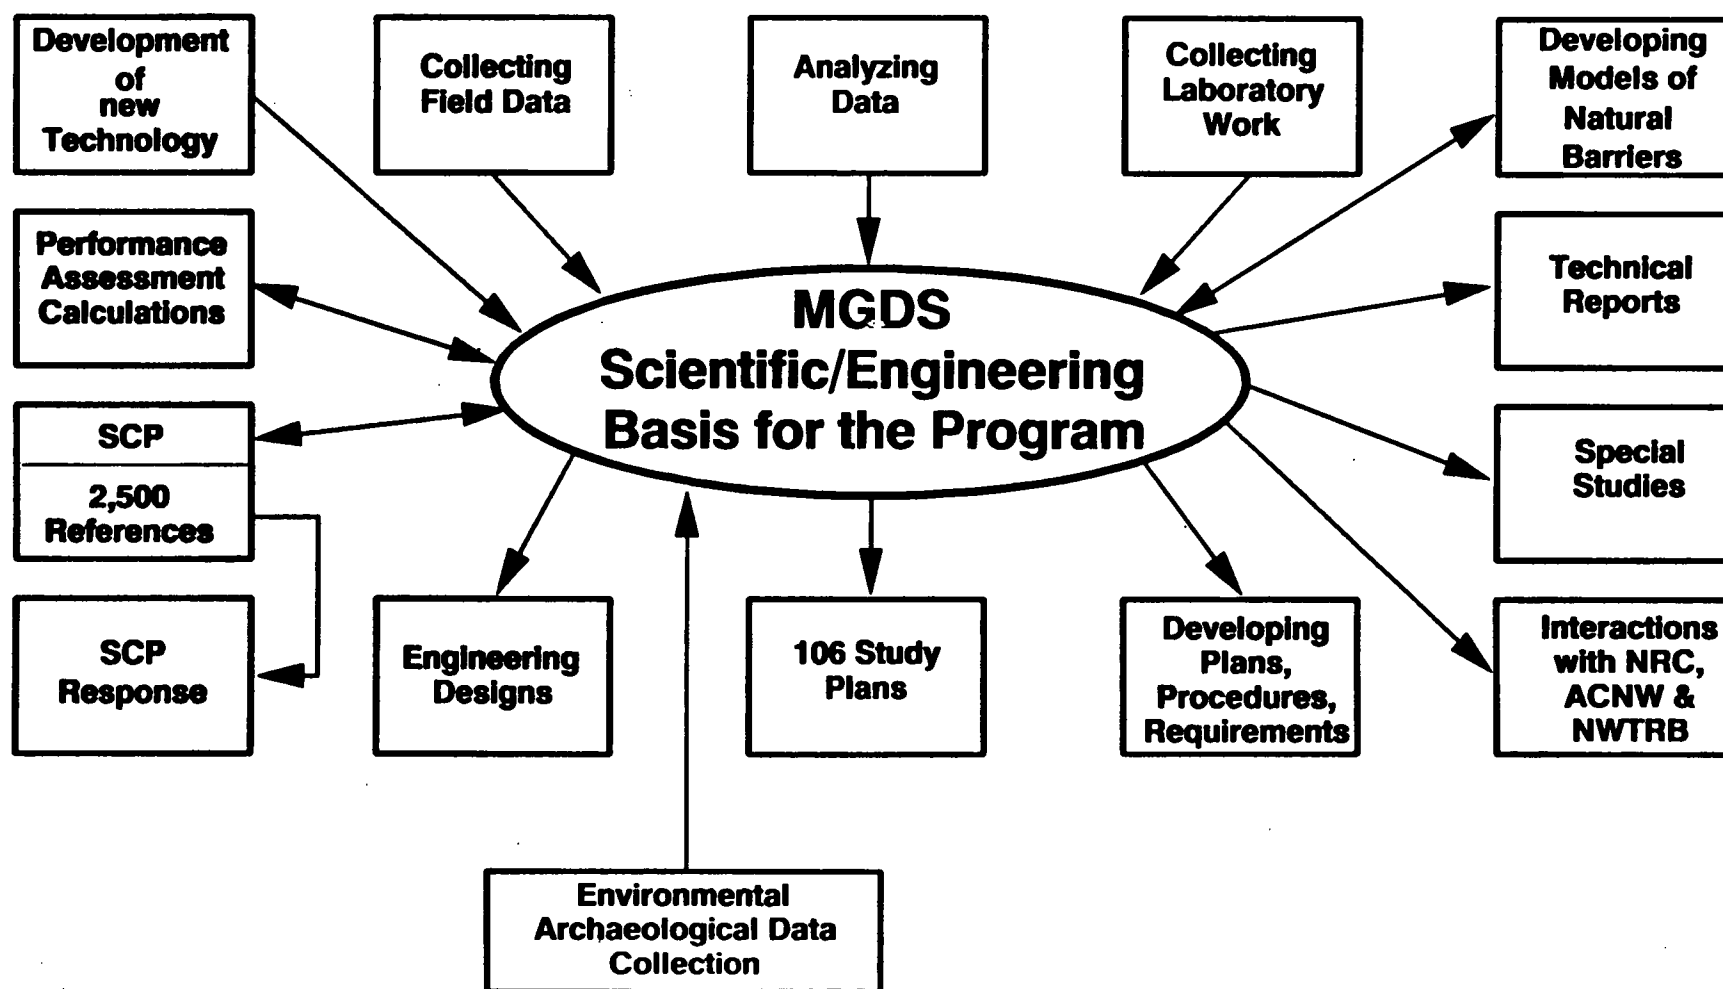 Development
of
new
Technology
Collecting
Field Data
Analyzing
Data
Collecting
Laboratory
Work
Developing
Models of
Natural
Barriers
Performance
Assessment
Calculations
MGDS
Scientific/Engineering
Basis for the Program
Technical
Reports
SCP
2,500
References
Special
Studies
SCP
Response
Engineering
Designs
106 Study
Plans
Developing
Plans,
Procedures,
Requirements
Interactions
with NRC,
ACNW &
NWTRB
Environmental
Archaeological Data
Collection